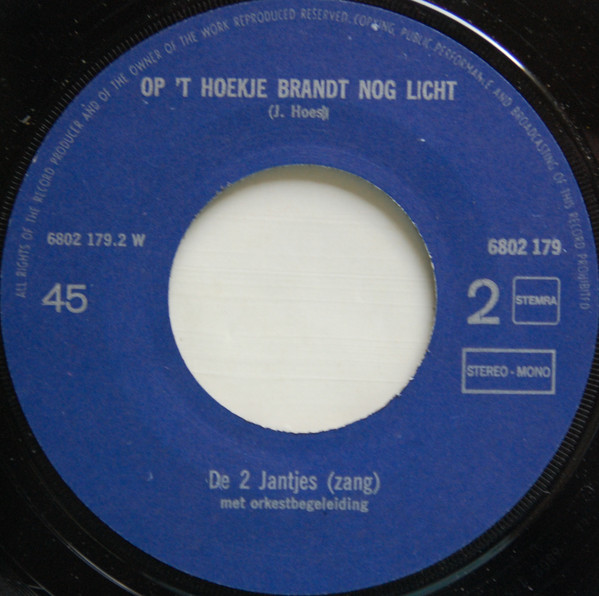 ALL RIGHTS OF THE RECORD PRODUCER AND OF THE OWNER OF THE WORK REPRODUCED RESERVED. COPYING, PUBLIC PERFORMANCE AND BROADCASTING OF THIS RECORD PROHIBITED
OP 'T HOEKJE BRANDT NOG LICHT
(J. Hoes)
6802 179.2 W
6802 179
45
2
STEMRA
STEREO - MONO
De 2 Jantjes (zang)
met orkestbegeleiding